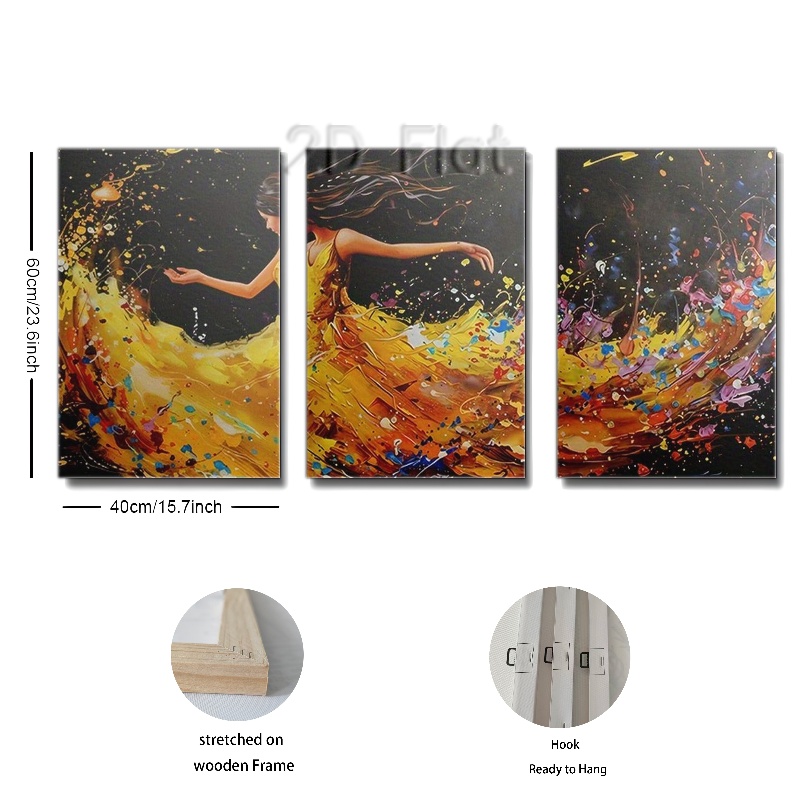 2D Flat
60cm/23.6inch
40cm/15.7inch
stretched on
wooden Frame
Hook
Ready to Hang